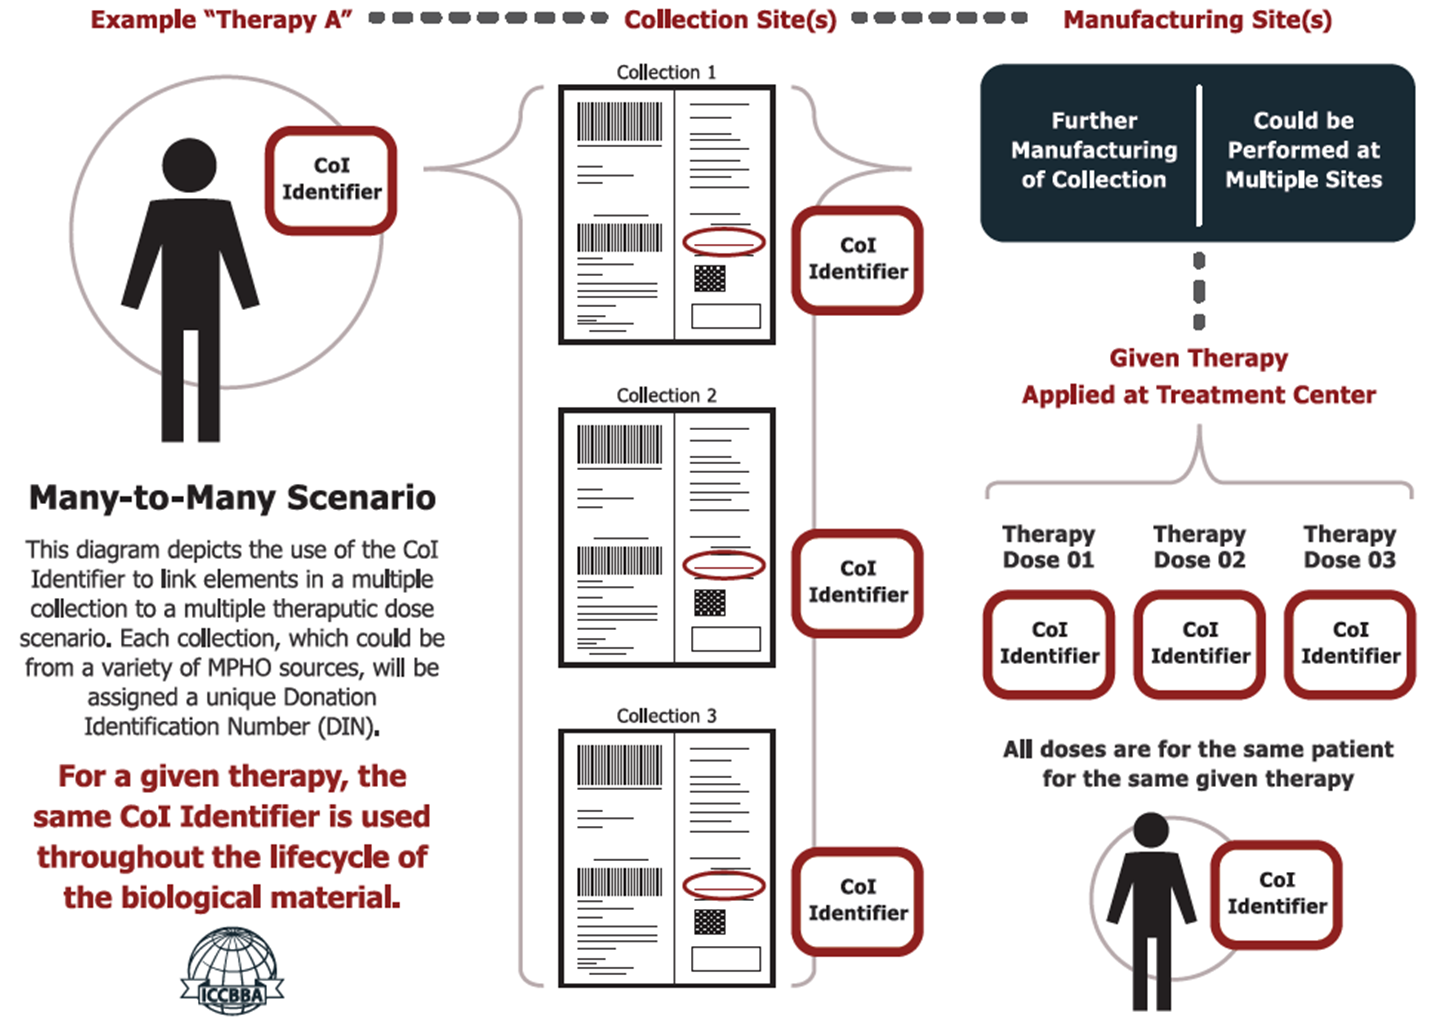 Example “Therapy A”
Collection Site(s)
Manufacturing Site(s)
CoI
Identifier
Many-to-Many Scenario
This diagram depicts the use of the CoI
Identifier to link elements in a multiple
collection to a multiple theraputic dose
scenario. Each collection, which could be
from a variety of MPHO sources, will be
assigned a unique Donation
Identification Number (DIN).
For a given therapy, the
same CoI Identifier is used
throughout the lifecycle of
the biological material.
ICCBBA
Collection 1
CoI
Identifier
Collection 2
CoI
Identifier
Collection 3
CoI
Identifier
Further
Manufacturing
of Collection
Could be
Performed at
Multiple Sites
Given Therapy
Applied at Treatment Center
Therapy
Dose 01
CoI
Identifier
Therapy
Dose 02
CoI
Identifier
Therapy
Dose 03
CoI
Identifier
All doses are for the same patient
for the same given therapy
CoI
Identifier